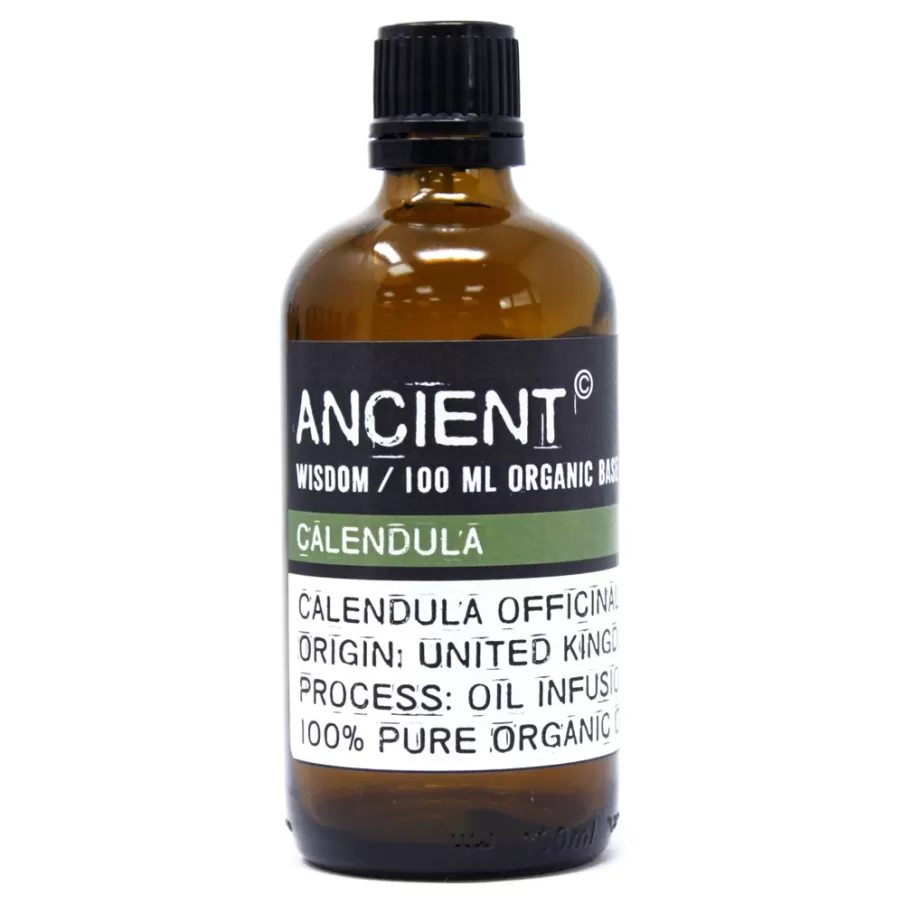 ANCIENT©
WISDOM / 100 ML ORGANIC BASE
CALENDULA
CALENDULA OFFICINAL
ORIGIN: UNITED KINGD
PROCESS: OIL INFUSIO
100% PURE ORGANIC